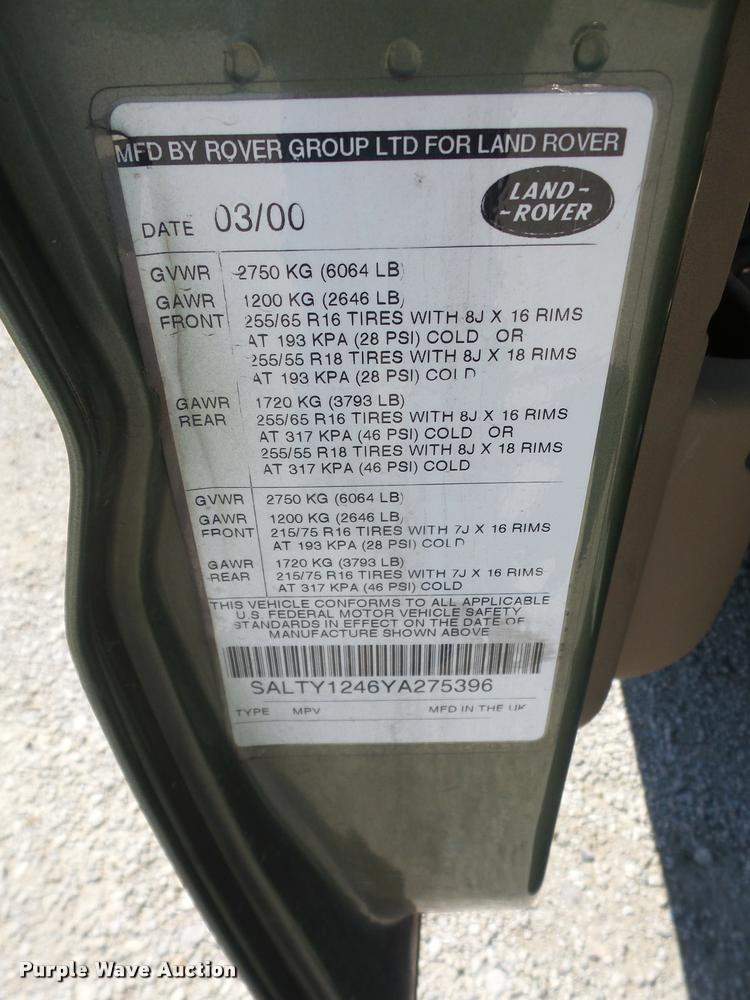 MFD BY ROVER GROUP LTD FOR LAND ROVER
LAND-
-ROVER
DATE 03/00
GVWR 2750 KG (6064 LB)
GAWR 1200 KG (2646 LB)
FRONT 255/65 R16 TIRES WITH 8J X 16 RIMS
AT 193 KPA (28 PSI) COLD OR
255/55 R18 TIRES WITH 8J X 18 RIMS
AT 193 KPA (28 PSI) COLD
GAWR 1720 KG (3793 LB)
REAR 255/65 R16 TIRES WITH 8J X 16 RIMS
AT 317 KPA (46 PSI) COLD OR
255/55 R18 TIRES WITH 8J X 18 RIMS
AT 317 KPA (46 PSI) COLD
GVWR 2750 KG (6064 LB)
GAWR 1200 KG (2646 LB)
FRONT 215/75 R16 TIRES WITH 7J X 16 RIMS
AT 193 KPA (28 PSI) COLD
GAWR 1720 KG (3793 LB)
REAR 215/75 R16 TIRES WITH 7J X 16 RIMS
AT 317 KPA (46 PSI) COLD
THIS VEHICLE CONFORMS TO ALL APPLICABLE
U.S. FEDERAL MOTOR VEHICLE SAFETY
STANDARDS IN EFFECT ON THE DATE OF
MANUFACTURE SHOWN ABOVE
SALTY1246YA275396
TYPE MPV MFD IN THE UK
Purple Wave Auction